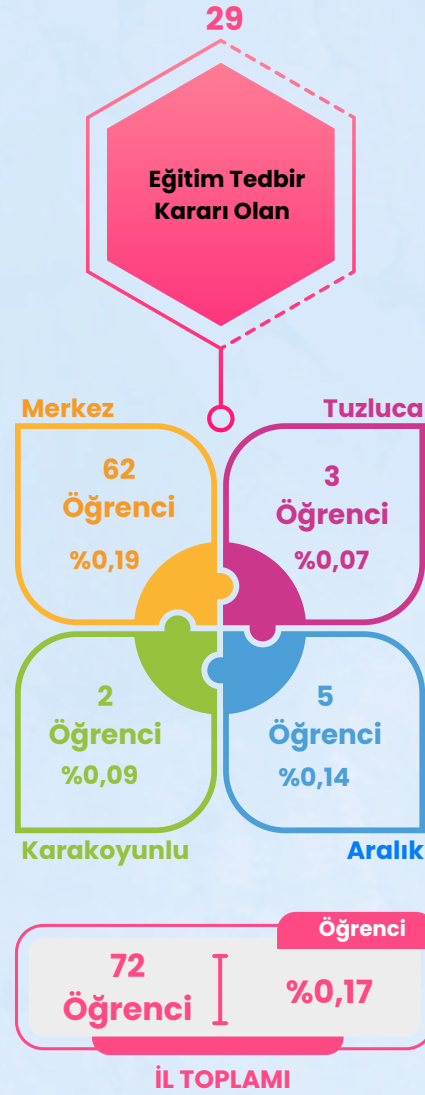 29
Eğitim Tedbir
Kararı Olan
Merkez
62
Öğrenci
%0,19
Tuzluca
3
Öğrenci
%0,07
2
Öğrenci
%0,09
Karakoyunlu
5
Öğrenci
%0,14
Aralık
Öğrenci
72
Öğrenci
%0,17
İL TOPLAMI